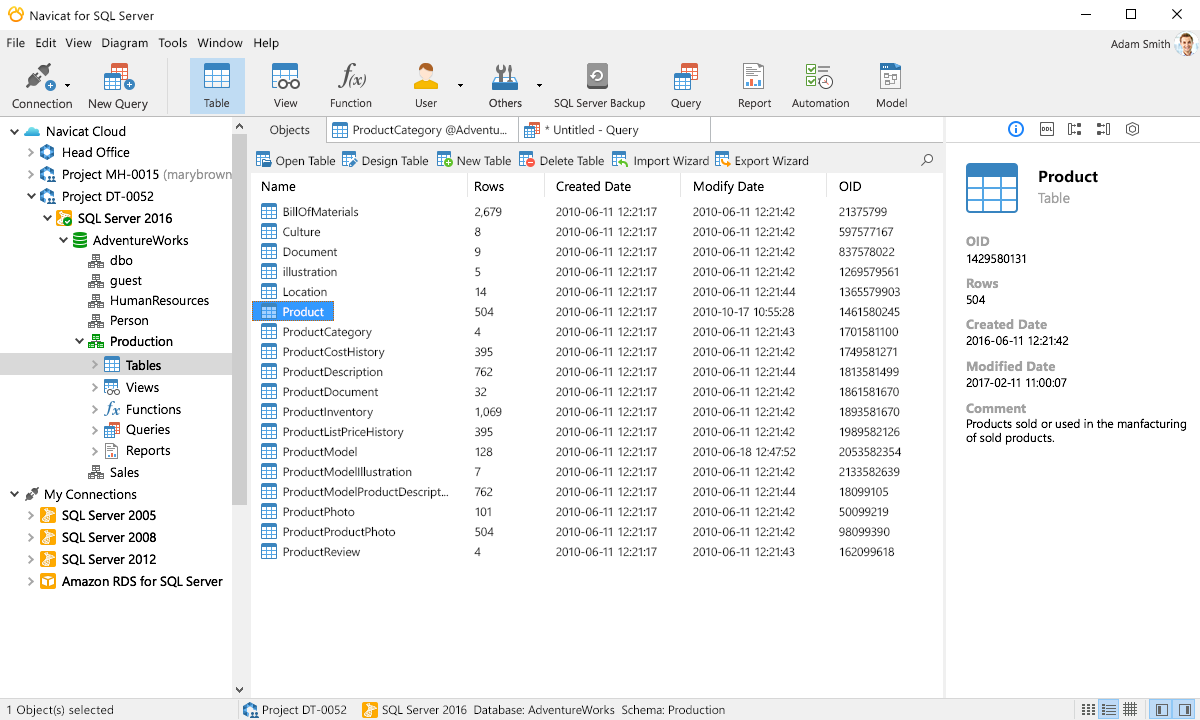 Navicat for SQL Server
File Edit View Diagram Tools Window Help
Adam Smith
Connection New Query Table View Function User Others SQL Server Backup Query Report Automation Model
f(x)
Navicat Cloud
Head Office
Project MH-0015 (marybrown
Project DT-0052
SQL Server 2016
AdventureWorks
dbo
guest
HumanResources
Person
Production
Tables
Views
fx Functions
Queries
Reports
Sales
My Connections
SQL Server 2005
SQL Server 2008
SQL Server 2012
Amazon RDS for SQL Server
Objects ProductCategory @Adventu... * Untitled - Query
Open Table Design Table New Table Delete Table Import Wizard Export Wizard
Name Rows Created Date Modify Date OID
BillOfMaterials 2,679 2010-06-11 12:21:17 2010-06-11 12:21:42 21375799
Culture 8 2010-06-11 12:21:17 2010-06-11 12:21:42 597577167
Document 9 2010-06-11 12:21:17 2010-06-11 12:21:42 837578022
illustration 5 2010-06-11 12:21:17 2010-06-11 12:21:42 1269579561
Location 14 2010-06-11 12:21:17 2010-06-11 12:21:44 1365579903
Product 504 2010-06-11 12:21:17 2010-10-17 10:55:28 1461580245
ProductCategory 4 2010-06-11 12:21:17 2010-06-11 12:21:43 1701581100
ProductCostHistory 395 2010-06-11 12:21:17 2010-06-11 12:21:42 1749581271
ProductDescription 762 2010-06-11 12:21:17 2010-06-11 12:21:44 1813581499
ProductDocument 32 2010-06-11 12:21:17 2010-06-11 12:21:42 1861581670
ProductInventory 1,069 2010-06-11 12:21:17 2010-06-11 12:21:42 1893581670
ProductListPriceHistory 395 2010-06-11 12:21:17 2010-06-11 12:21:42 1989582126
ProductModel 128 2010-06-11 12:21:17 2010-06-18 12:47:52 2053582354
ProductModelIllustration 7 2010-06-11 12:21:17 2010-06-11 12:21:42 2133582639
ProductModelProductDescript... 762 2010-06-11 12:21:17 2010-06-11 12:21:44 18099105
ProductPhoto 101 2010-06-11 12:21:17 2010-06-11 12:21:42 50099219
ProductProductPhoto 504 2010-06-11 12:21:17 2010-06-11 12:21:42 98099390
ProductReview 4 2010-06-11 12:21:17 2010-06-11 12:21:43 162099618
DDL
Product
Table
OID
1429580131
Rows
504
Created Date
2016-06-11 12:21:42
Modified Date
2017-02-11 11:00:07
Comment
Products sold or used in the manfacturing
of sold products.
1 Object(s) selected Project DT-0052 SQL Server 2016 Database: AdventureWorks Schema: Production